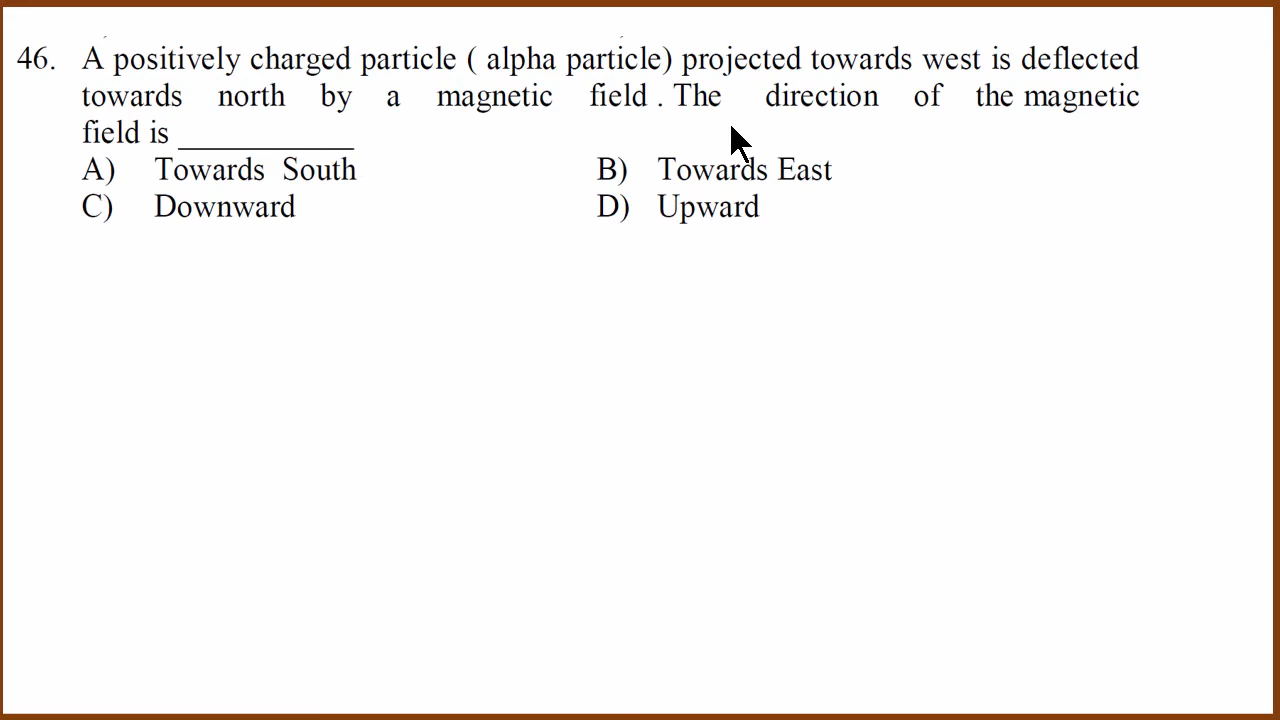 46. A positively charged particle ( alpha particle) projected towards west is deflected
towards north by a magnetic field . The direction of the magnetic
field is ___________
A) Towards South B) Towards East
C) Downward D) Upward